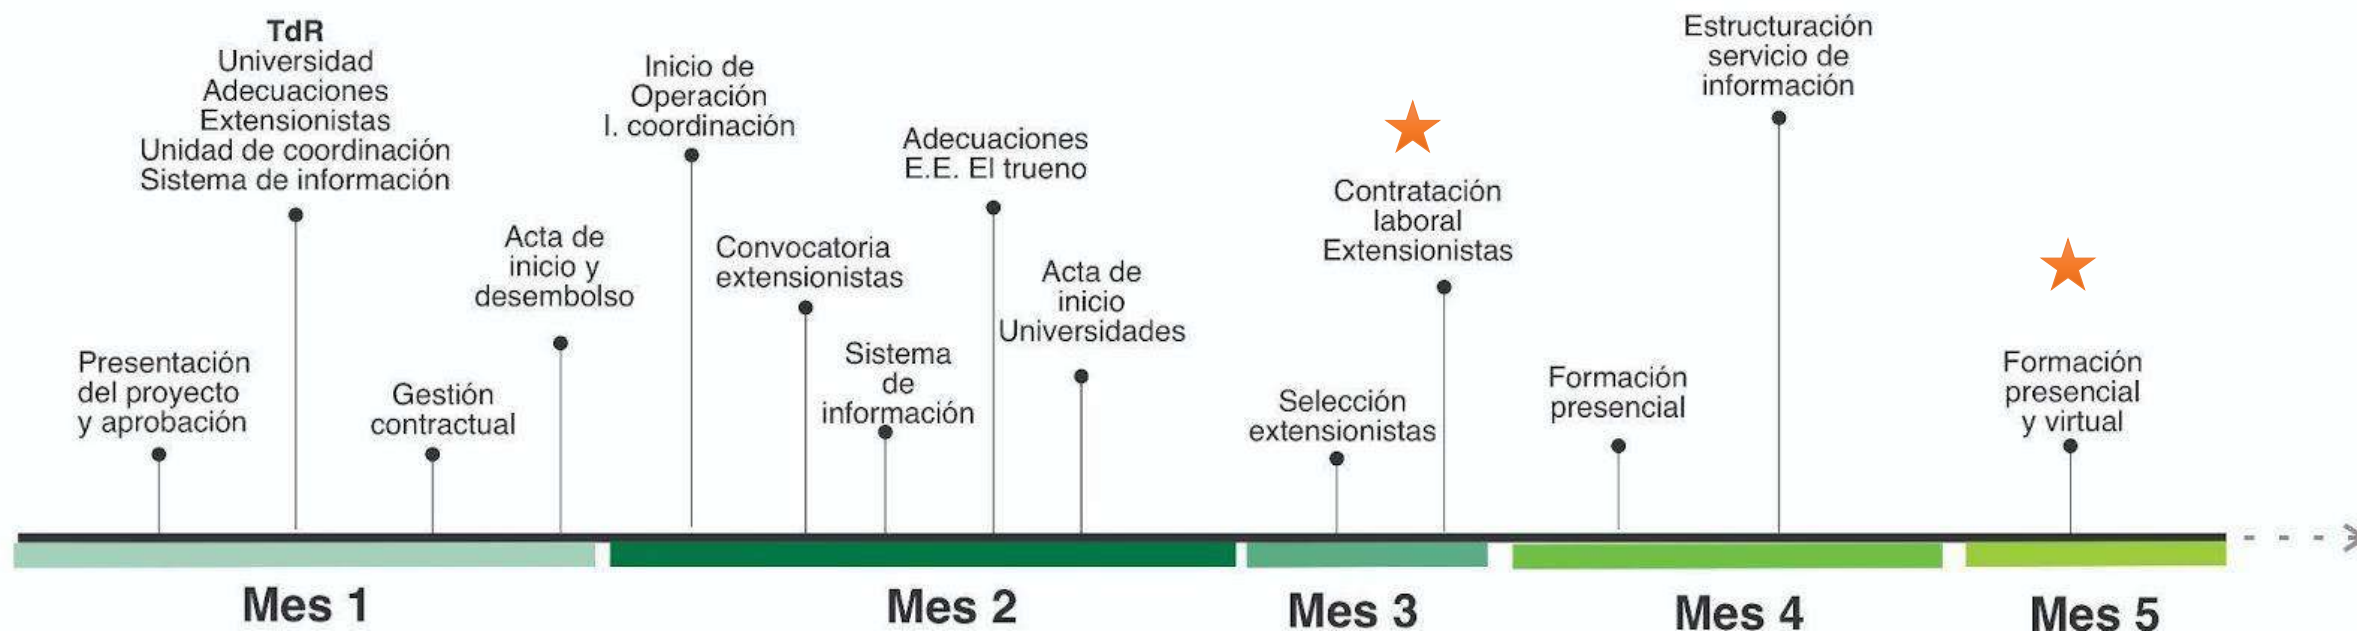 TdR
Universidad
Adecuaciones
Extensionistas
Unidad de coordinación
Sistema de información
Presentación
del proyecto
y aprobación
Gestión
contractual
Acta de
inicio y
desembolso
Inicio de
Operación
I. coordinación
Convocatoria
extensionistas
Sistema
de
información
Adecuaciones
E.E. El trueno
Acta de
inicio
Universidades
Selección
extensionistas
Contratación
laboral
Extensionistas
Formación
presencial
Estructuración
servicio de
información
Formación
presencial
y virtual
Mes 1
Mes 2
Mes 3
Mes 4
Mes 5